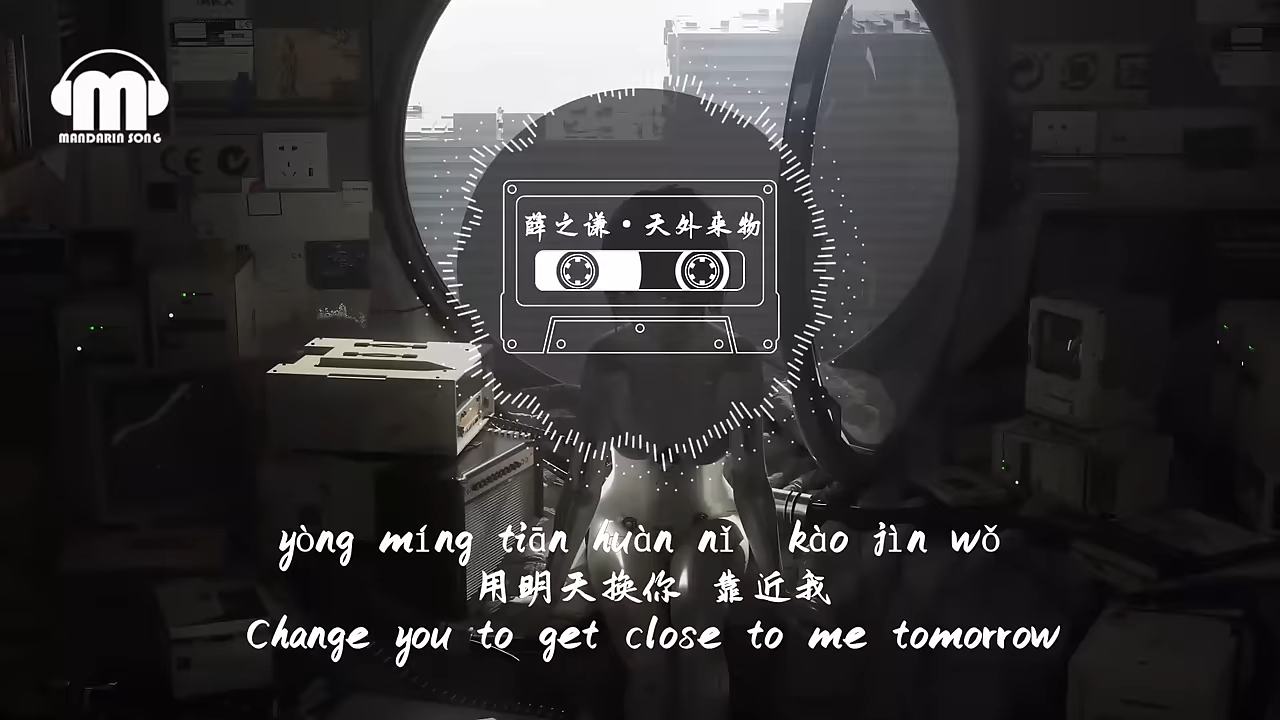 m
MANDARIN SONG
薛之谦·天外来物
yòng míng tiān huàn nǐ kào jìn wǒ
用明天换你 靠近我
Change you to get close to me tomorrow